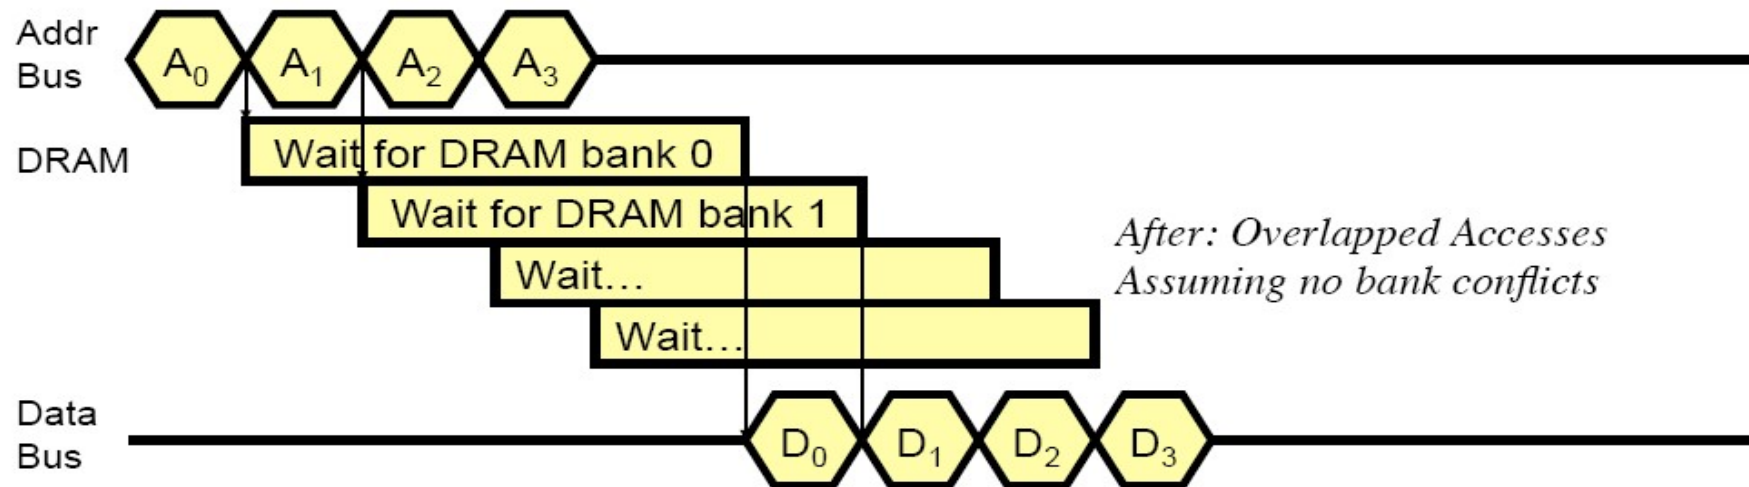 Addr
Bus
A0 A1 A2 A3
DRAM
Wait for DRAM bank 0
Wait for DRAM bank 1
Wait...
Wait...
After: Overlapped Accesses
Assuming no bank conflicts
Data
Bus
D0 D1 D2 D3